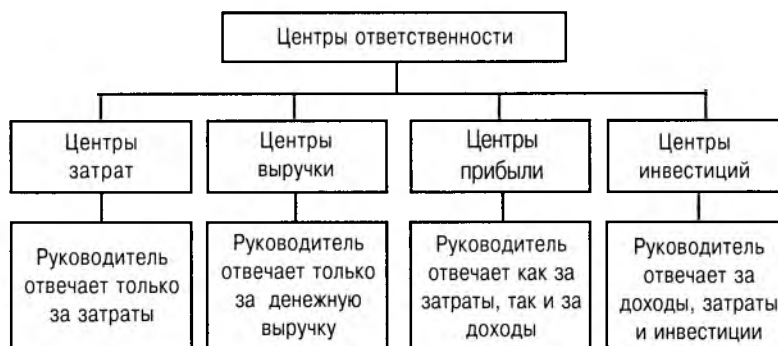 Центры ответственности
Центры
затрат
Центры
выручки
Центры
прибыли
Центры
инвестиций
Руководитель
отвечает только
за затраты
Руководитель
отвечает только
за денежную
выручку
Руководитель
отвечает как за
затраты, так и за
доходы
Руководитель
отвечает за
доходы, затраты
и инвестиции